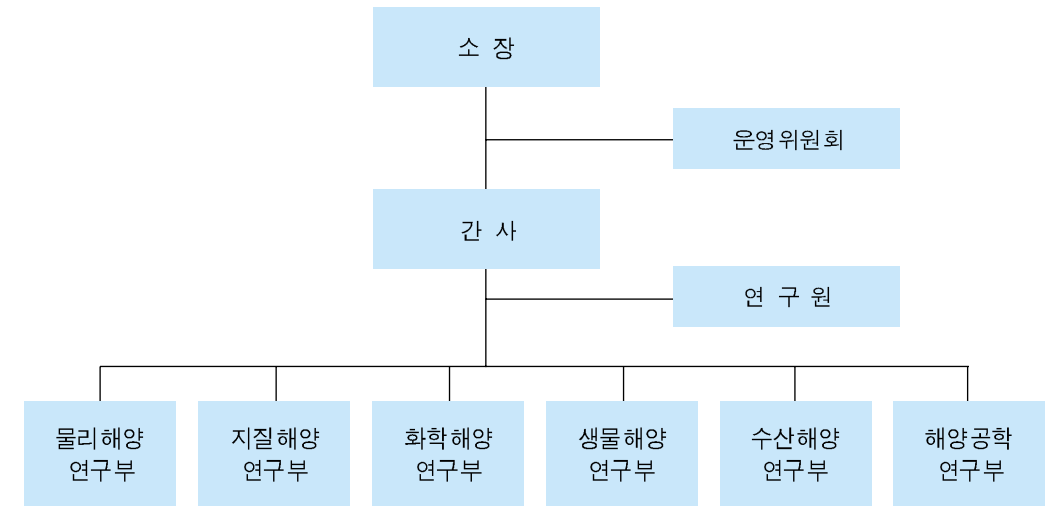 소 장
운영위원회
간 사
연 구 원
물리해양
연구부
지질해양
연구부
화학해양
연구부
생물해양
연구부
수산해양
연구부
해양공학
연구부